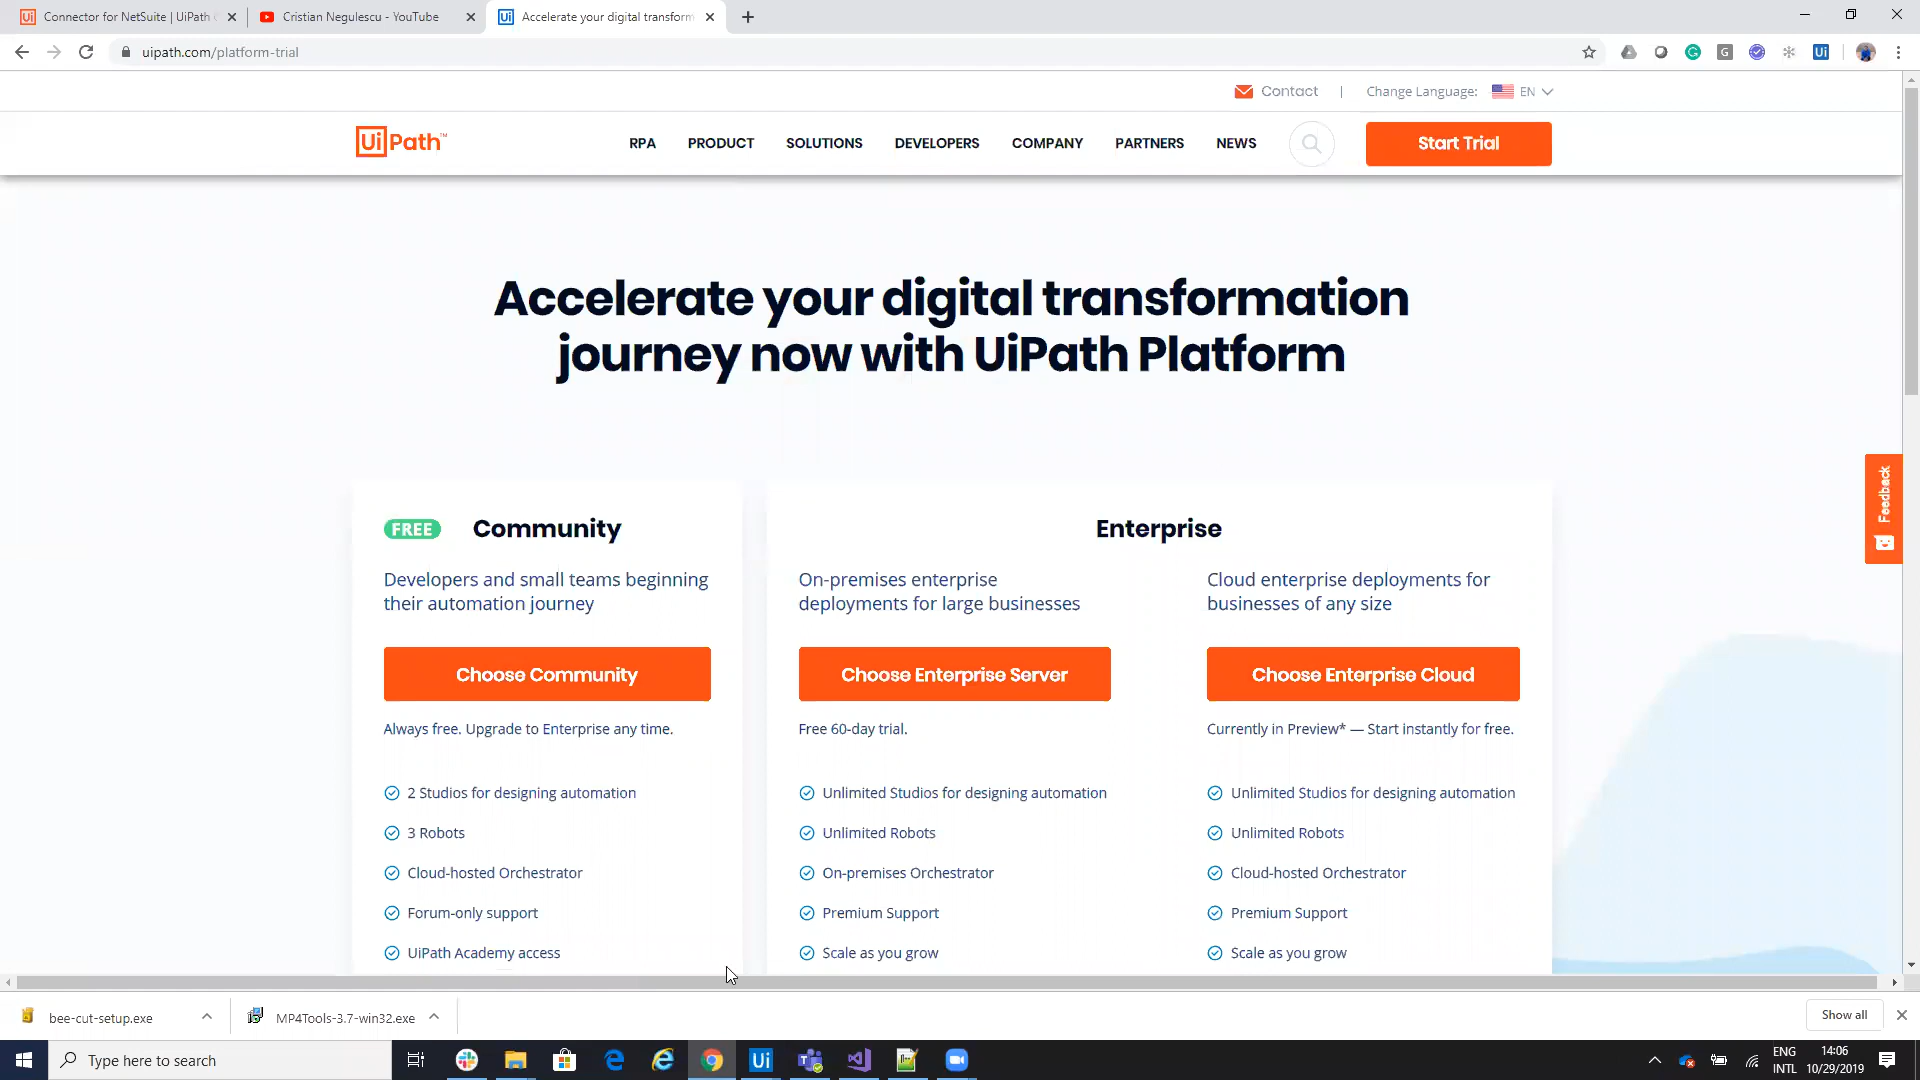 Connector for NetSuite | UiPath
Cristian Negulescu - YouTube
Accelerate your digital transform
uipath.com/platform-trial
Contact | Change Language: EN
UiPath™
RPA PRODUCT SOLUTIONS DEVELOPERS COMPANY PARTNERS NEWS Start Trial
Accelerate your digital transformation
journey now with UiPath Platform
Feedback
FREE Community
Developers and small teams beginning
their automation journey
Choose Community
Always free. Upgrade to Enterprise any time.
2 Studios for designing automation
3 Robots
Cloud-hosted Orchestrator
Forum-only support
UiPath Academy access
Enterprise
On-premises enterprise
deployments for large businesses
Choose Enterprise Server
Free 60-day trial.
Unlimited Studios for designing automation
Unlimited Robots
On-premises Orchestrator
Premium Support
Scale as you grow
Cloud enterprise deployments for
businesses of any size
Choose Enterprise Cloud
Currently in Preview* — Start instantly for free.
Unlimited Studios for designing automation
Unlimited Robots
Cloud-hosted Orchestrator
Premium Support
Scale as you grow
bee-cut-setup.exe
MP4Tools-3.7-win32.exe
Show all
Type here to search
ENG
INTL
14:06
10/29/2019